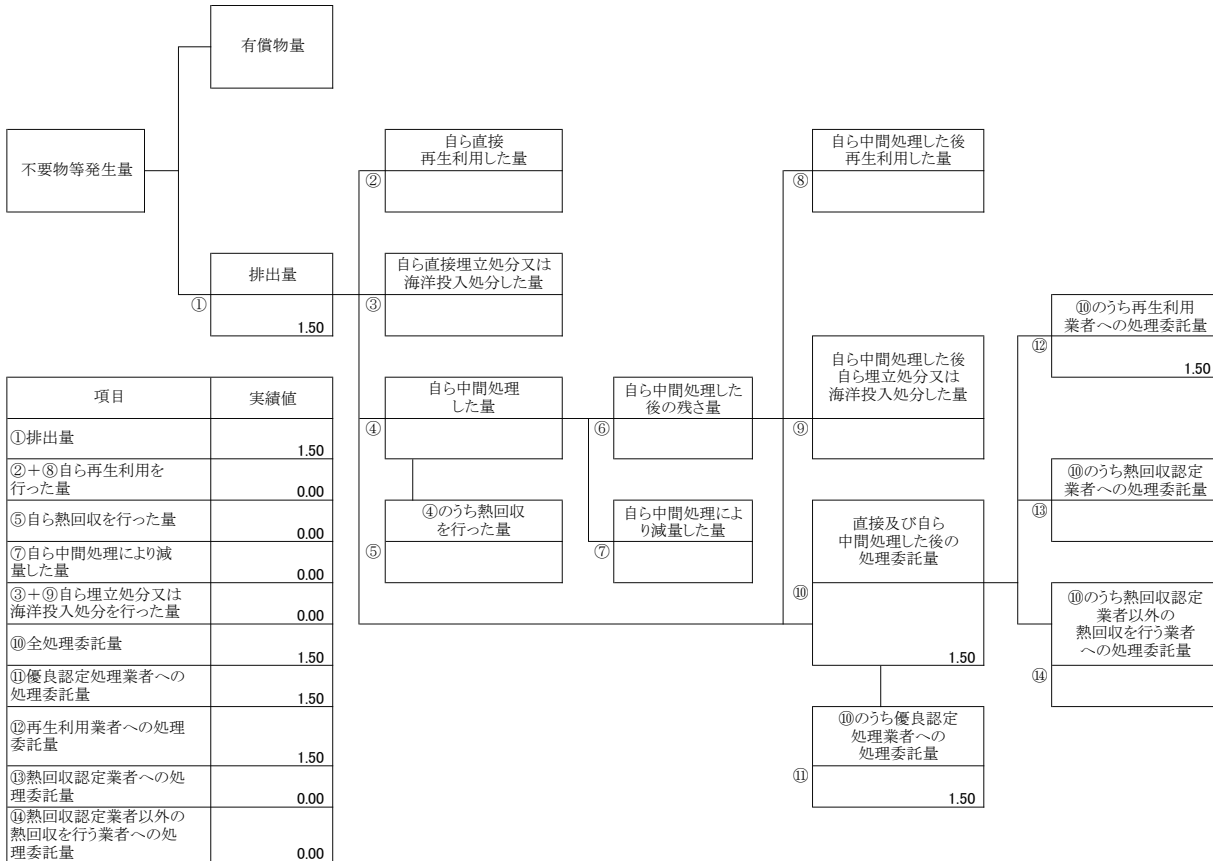 有償物量
不要物等発生量
自ら直接
再生利用した量
②
自ら中間処理した後
再生利用した量
⑧
排出量
①
1.50
自ら直接埋立処分又は
海洋投入処分した量
③
⑩のうち再生利用
業者への処理委託量
⑫
1.50
自ら中間処理
した量
④
自ら中間処理した
後の残さ量
⑥
自ら中間処理した後
自ら埋立処分又は
海洋投入処分した量
⑨
⑩のうち熱回収認定
業者への処理委託量
⑬
④のうち熱回収
を行った量
⑤
自ら中間処理によ
り減量した量
⑦
直接及び自ら
中間処理した後の
処理委託量
⑩
1.50
⑩のうち熱回収認定
業者以外の
熱回収を行う業者
への処理委託量
⑭
⑩のうち優良認定
処理業者への
処理委託量
⑪
1.50
項目 実績値
①排出量 1.50
②+⑧自ら再生利用を
行った量 0.00
⑤自ら熱回収を行った量 0.00
⑦自ら中間処理により減
量した量 0.00
③+⑨自ら埋立処分又は
海洋投入処分を行った量 0.00
⑩全処理委託量 1.50
⑪優良認定処理業者への
処理委託量 1.50
⑫再生利用業者への処理
委託量 1.50
⑬熱回収認定業者への処
理委託量 0.00
⑭熱回収認定業者以外の
熱回収を行う業者への処
理委託量 0.00